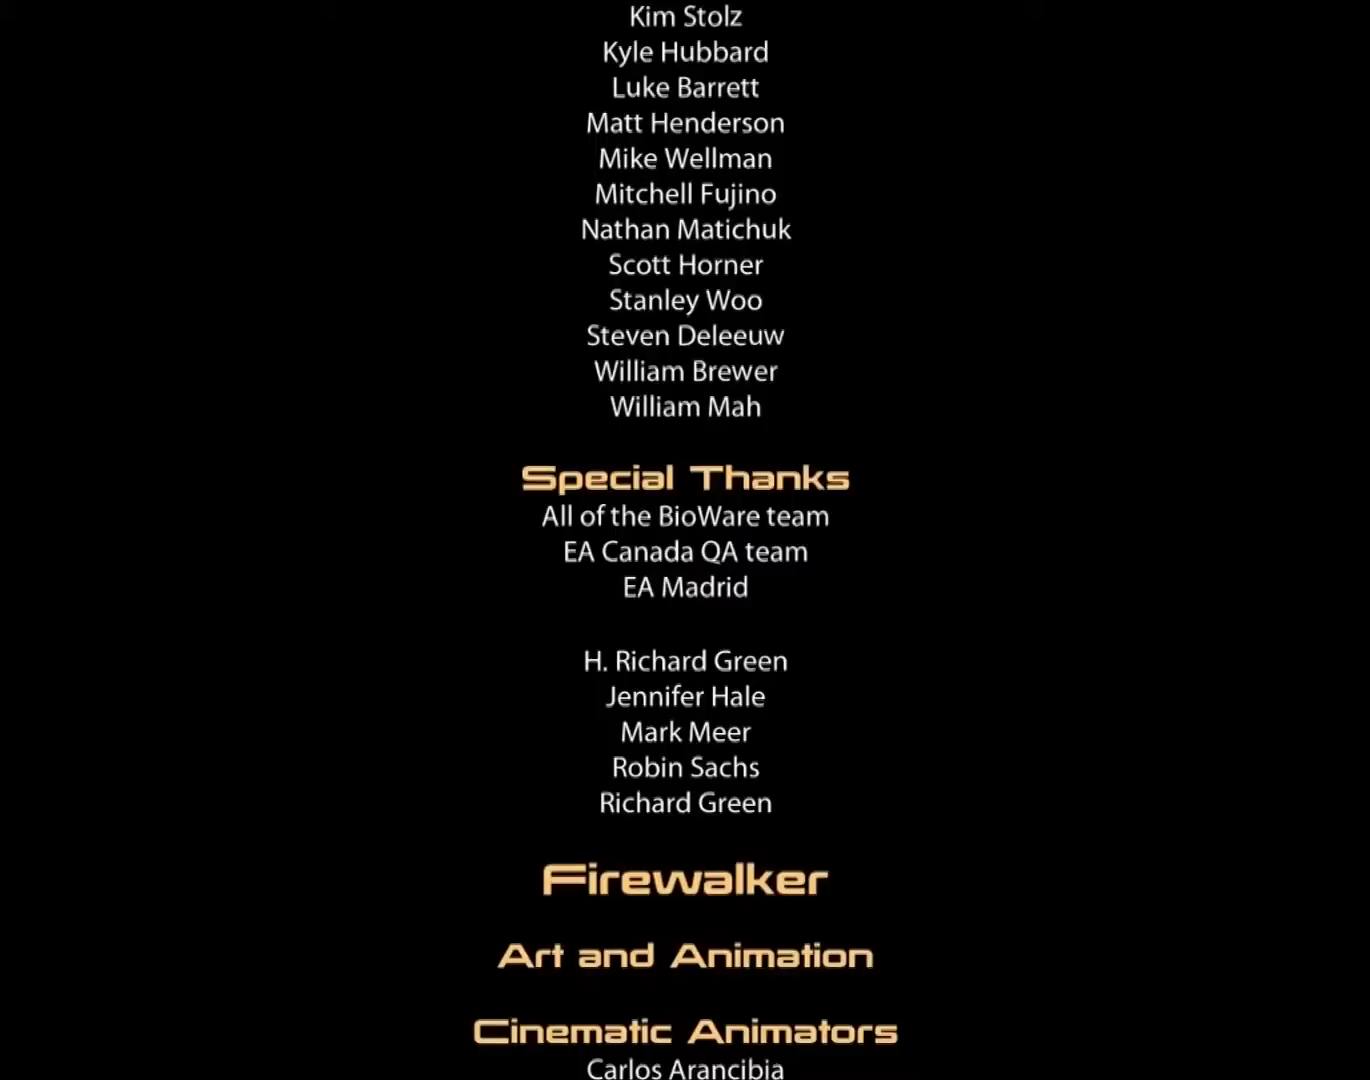 Kim Stolz
Kyle Hubbard
Luke Barrett
Matt Henderson
Mike Wellman
Mitchell Fujino
Nathan Matichuk
Scott Horner
Stanley Woo
Steven Deleeuw
William Brewer
William Mah
Special Thanks
All of the BioWare team
EA Canada QA team
EA Madrid
H. Richard Green
Jennifer Hale
Mark Meer
Robin Sachs
Richard Green
Firewalker
Art and Animation
Cinematic Animators
Carlos Arancibia